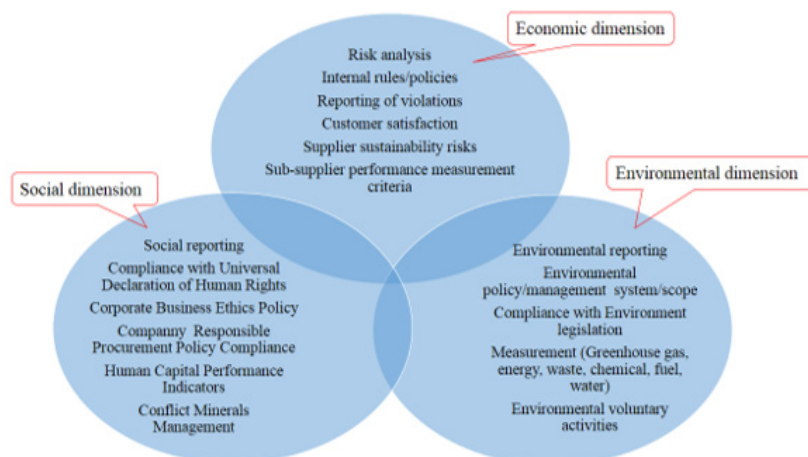 Economic dimension
Risk analysis
Internal rules/policies
Reporting of violations
Customer satisfaction
Supplier sustainability risks
Sub-supplier performance measurement
criteria
Social dimension
Social reporting
Compliance with Universal
Declaration of Human Rights
Corporate Business Ethics Policy
Companny Responsible
Procurement Policy Compliance
Human Capital Performance
Indicators
Conflict Minerals
Management
Environmental dimension
Environmental reporting
Environmental
policy/management system/scope
Compliance with Environment
legislation
Measurement (Greenhouse gas,
energy, waste, chemical, fuel,
water)
Environmental voluntary
activities